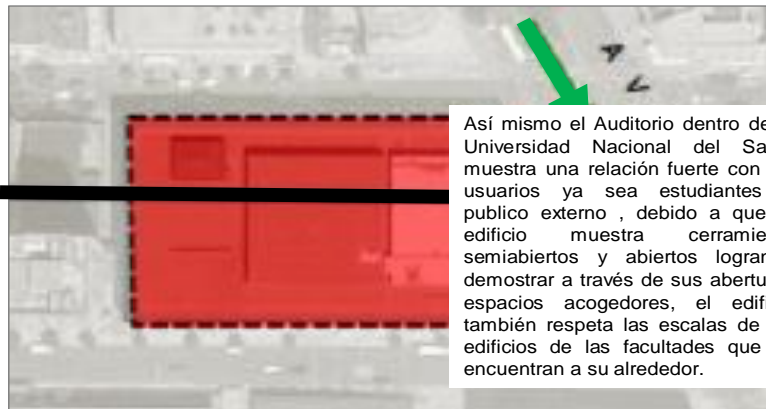 A
V
Así mismo el Auditorio dentro de
Universidad Nacional del Sa
muestra una relación fuerte con
usuarios ya sea estudiantes
publico externo , debido a que
edificio muestra cerramie
semiabiertos y abiertos logran
demostrar a través de sus abertu
espacios acogedores, el edif
también respeta las escalas de
edificios de las facultades que
encuentran a su alrededor.